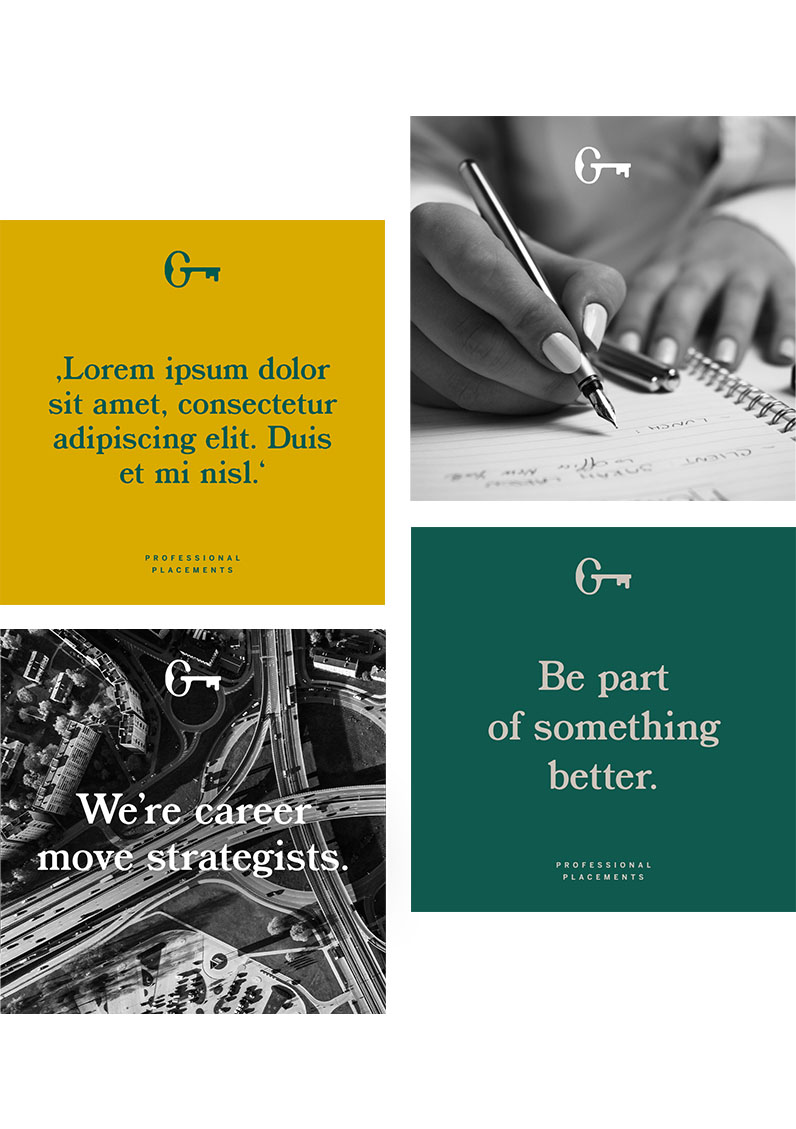 ‚Lorem ipsum dolor
sit amet, consectetur
adipiscing elit. Duis
et mi nisl.‘
PROFESSIONAL
PLACEMENTS
LUNCH!
We’re career
move strategists.
Be part
of something
better.
PROFESSIONAL
PLACEMENTS